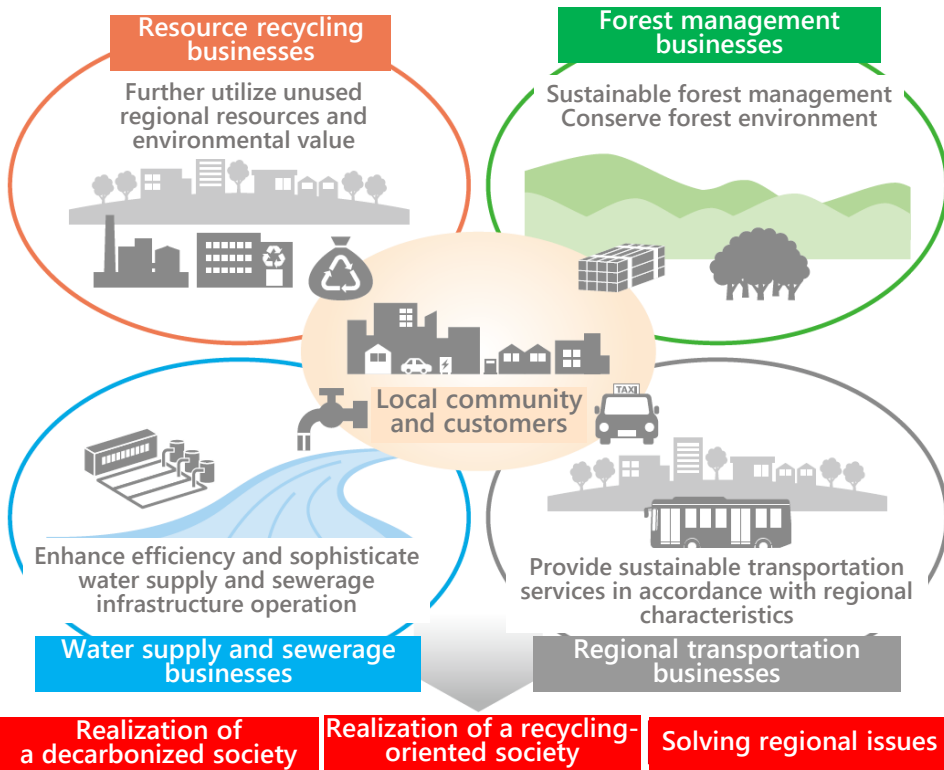 Resource recycling
businesses
Further utilize unused
regional resources and
environmental value
Forest management
businesses
Sustainable forest management
Conserve forest environment
Local community
and customers
TAXI
Enhance efficiency and sophisticate
water supply and sewerage
infrastructure operation
Water supply and sewerage
businesses
Provide sustainable transportation
services in accordance with regional
characteristics
Regional transportation
businesses
Realization of
a decarbonized society
Realization of a recycling-
oriented society
Solving regional issues